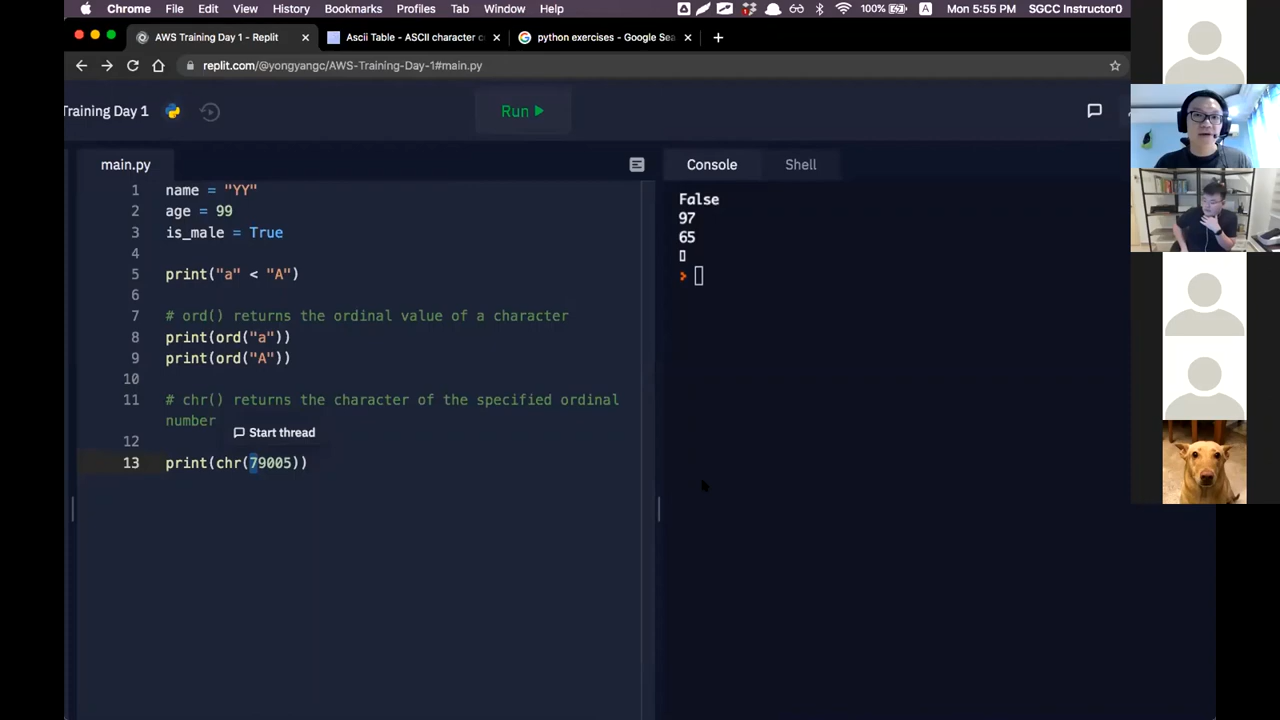 Chrome File Edit View History Bookmarks Profiles Tab Window Help 100% A Mon 5:55 PM SGCC Instructor0
AWS Training Day 1 - Replit
Ascii Table - ASCII character c
python exercises - Google Sea
replit.com/@yongyangc/AWS-Training-Day-1#main.py
Training Day 1
Run
main.py
1 name = "YY"
2 age = 99
3 is_male = True
4
5 print("a" < "A")
6
7 # ord() returns the ordinal value of a character
8 print(ord("a"))
9 print(ord("A"))
10
11 # chr() returns the character of the specified ordinal
number
Start thread
12
13 print(chr(79005))
Console Shell
False
97
65